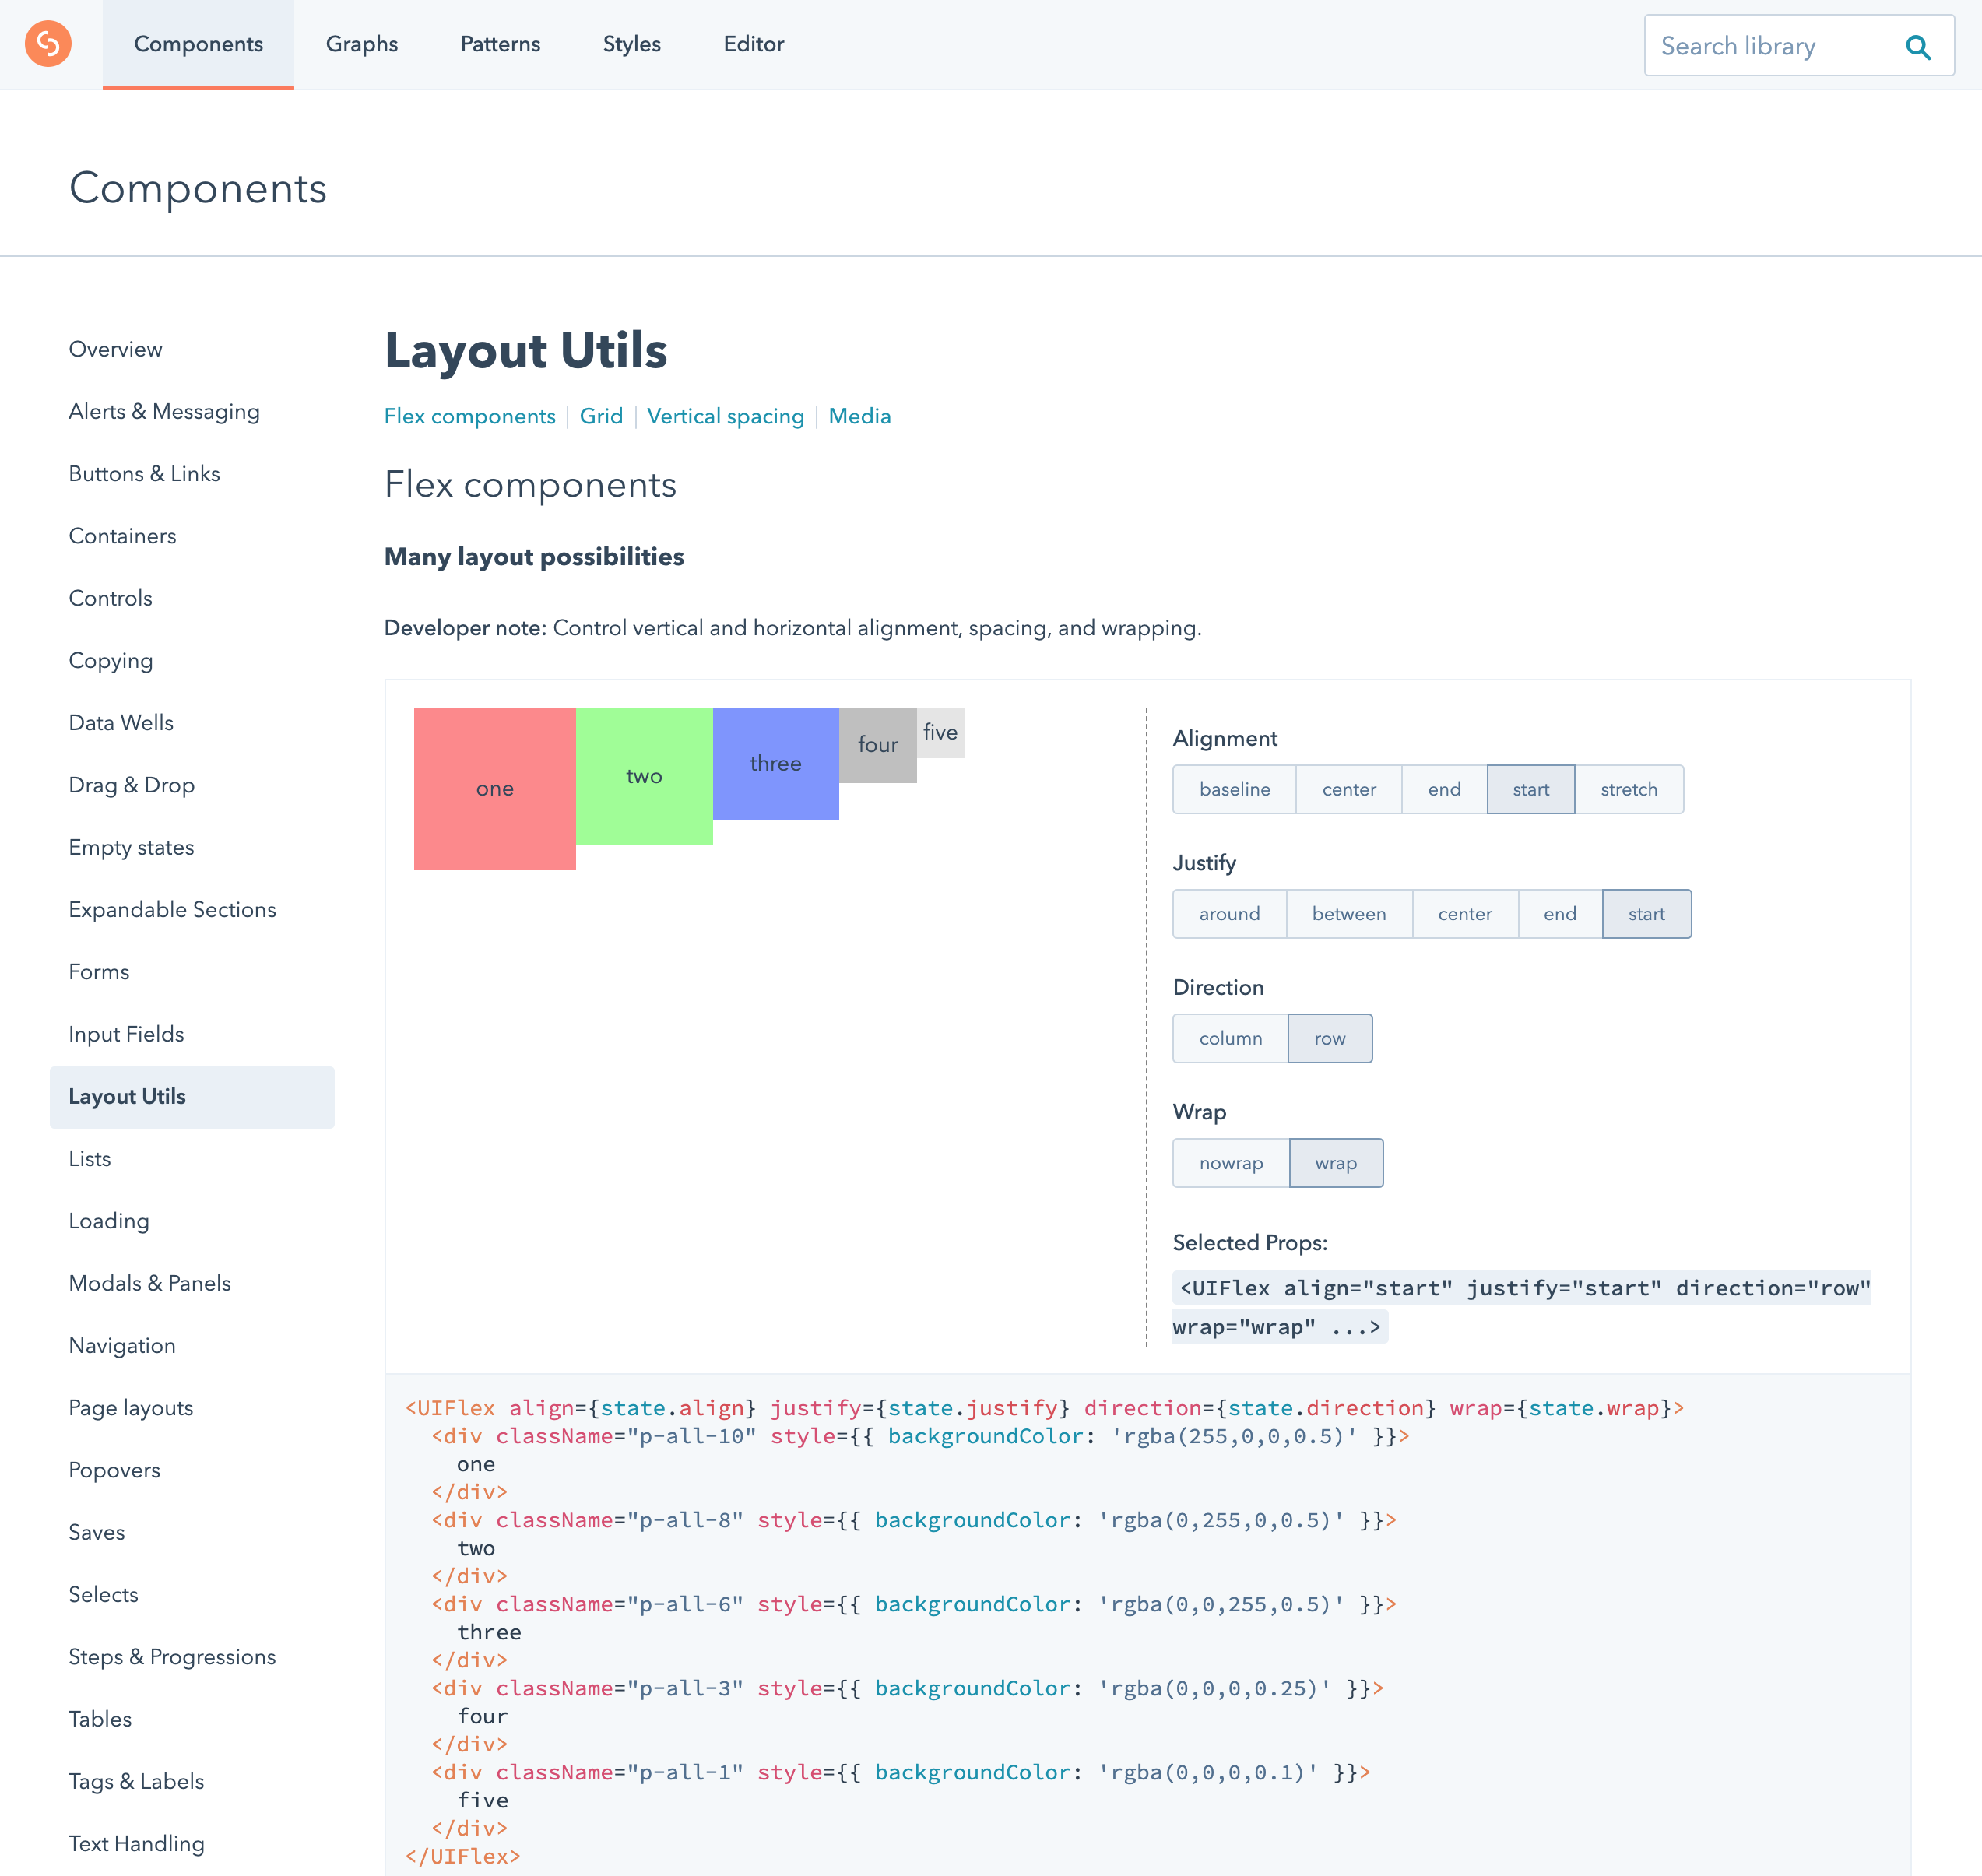 Components Graphs Patterns Styles Editor Search library
Components
Overview
Alerts & Messaging
Buttons & Links
Containers
Controls
Copying
Data Wells
Drag & Drop
Empty states
Expandable Sections
Forms
Input Fields
Layout Utils
Lists
Loading
Modals & Panels
Navigation
Page layouts
Popovers
Saves
Selects
Steps & Progressions
Tables
Tags & Labels
Text Handling
Layout Utils
Flex components | Grid | Vertical spacing | Media
Flex components
Many layout possibilities
Developer note: Control vertical and horizontal alignment, spacing, and wrapping.
one two three four five
Alignment
baseline center end start stretch
Justify
around between center end start
Direction
column row
Wrap
nowrap wrap
Selected Props:
<UIFlex align="start" justify="start" direction="row"
wrap="wrap" ...>
<UIFlex align={state.align} justify={state.justify} direction={state.direction} wrap={state.wrap}>
  <div className="p-all-10" style={{ backgroundColor: 'rgba(255,0,0,0.5)' }}>
    one
  </div>
  <div className="p-all-8" style={{ backgroundColor: 'rgba(0,255,0,0.5)' }}>
    two
  </div>
  <div className="p-all-6" style={{ backgroundColor: 'rgba(0,0,255,0.5)' }}>
    three
  </div>
  <div className="p-all-3" style={{ backgroundColor: 'rgba(0,0,0,0.25)' }}>
    four
  </div>
  <div className="p-all-1" style={{ backgroundColor: 'rgba(0,0,0,0.1)' }}>
    five
  </div>
</UIFlex>